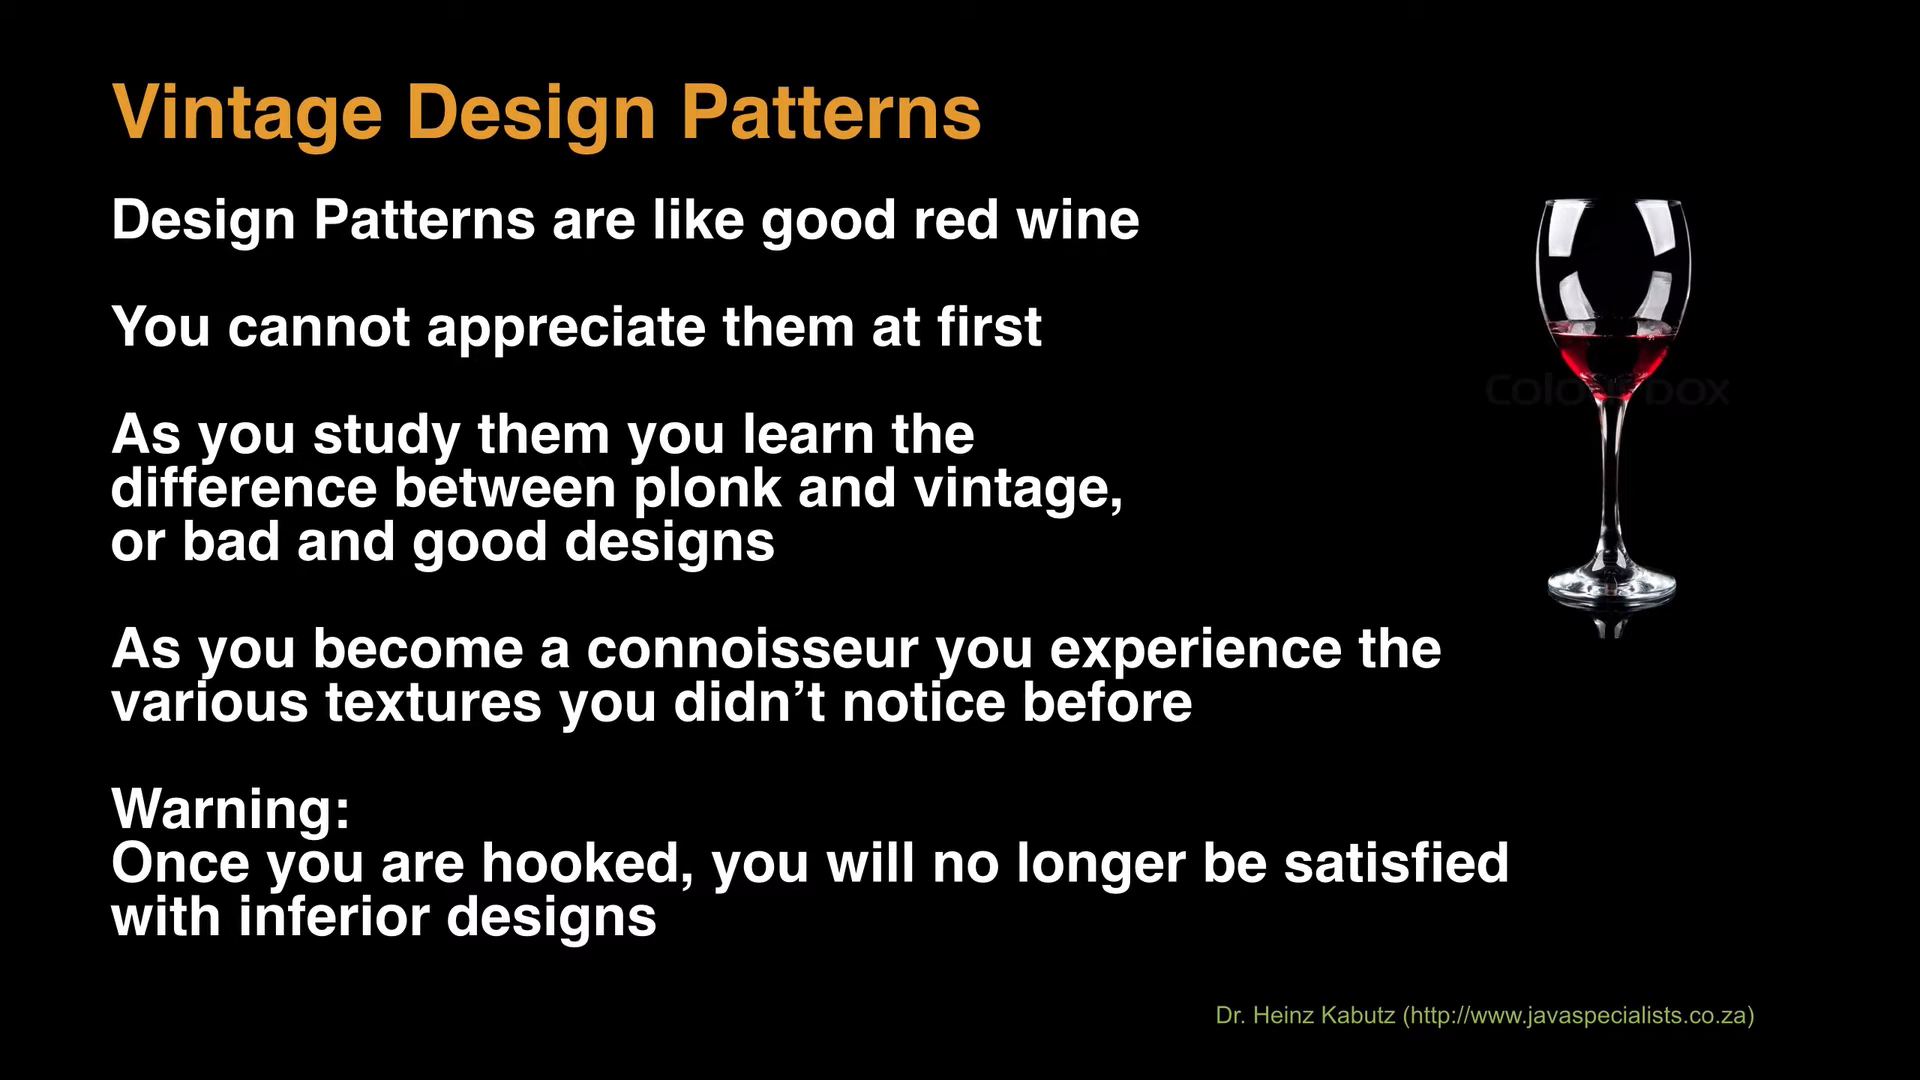 Vintage Design Patterns
Design Patterns are like good red wine
You cannot appreciate them at first
As you study them you learn the
difference between plonk and vintage,
or bad and good designs
As you become a connoisseur you experience the
various textures you didn’t notice before
Warning:
Once you are hooked, you will no longer be satisfied
with inferior designs
Dr. Heinz Kabutz (http://www.javaspecialists.co.za)